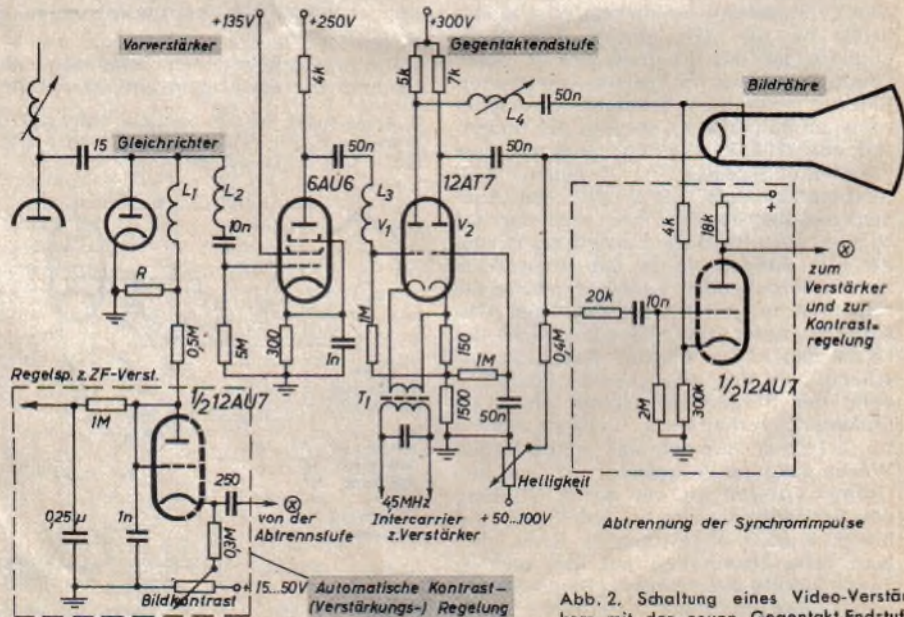 +135V
+250V
+300V
Vorverstärker
Gegentaktendstufe
Bildröhre
4k
5k
7k
50n
L4
15
Gleichrichter
50n
50n
6AU6
12AT7
L1
L2
L3
V1
V2
10n
4k
18k
+
⊗
zum
Verstärker
und zur
Kontrast=
regelung
R
20k
10n
0,5M
5M
300
1n
1M
150
1M
0,4M
Regelsp. z. ZF-Verst.
1/2 12AU7
1/2 12AU7
1M
T1
1500
50n
2M
300k
250
⊗
von der
Abtrennstufe
4,5MHz
Intercarrier
z.Verstärker
Helligkeit
+50...100V
0,25µ
1n
0,3M
Abtrennung der Synchronimpulse
+15...50V
Bildkontrast
Automatische Kontrast-
(Verstärkungs-) Regelung
Abb. 2. Schaltung eines Video-Verstär-